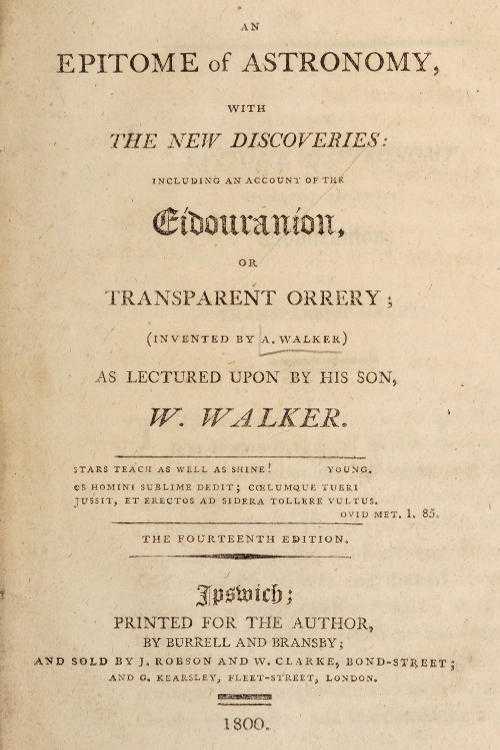 AN
EPITOME of ASTRONOMY,
WITH
THE NEW DISCOVERIES:
INCLUDING AN ACCOUNT OF THE
Eidouranion,
OR
TRANSPARENT ORRERY;
(INVENTED BY A. WALKER)
AS LECTURED UPON BY HIS SON,
W. WALKER.
STARS TEACH AS WELL AS SHINE! YOUNG.
OS HOMINI SUBLIME DEDIT; CŒLUMQUE TUERI
JUSSIT, ET ERECTOS AD SIDERA TOLLERE VULTUS.
OVID MET. 1. 85.
THE FOURTEENTH EDITION.
Ipswich;
PRINTED FOR THE AUTHOR,
BY BURRELL AND BRANSBY;
AND SOLD BY J. ROBSON AND W. CLARKE, BOND-STREET;
AND G. KEARSLEY, FLEET-STREET, LONDON.
1800.